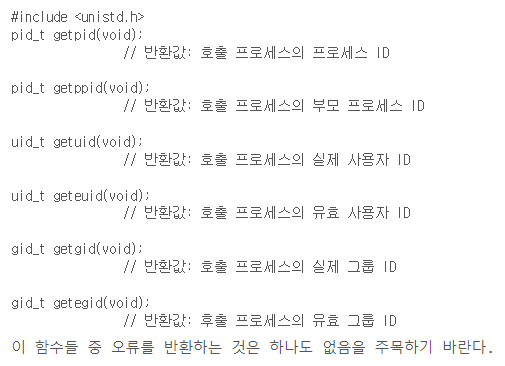 #include <unistd.h>
pid_t getpid(void);
// 반환값: 호출 프로세스의 프로세스 ID
pid_t getppid(void);
// 반환값: 호출 프로세스의 부모 프로세스 ID
uid_t getuid(void);
// 반환값: 호출 프로세스의 실제 사용자 ID
uid_t geteuid(void);
// 반환값: 호출 프로세스의 유효 사용자 ID
gid_t getgid(void);
// 반환값: 호출 프로세스의 실제 그룹 ID
gid_t getegid(void);
// 반환값: 후출 프로세스의 유효 그룹 ID
이 함수들 중 오류를 반환하는 것은 하나도 없음을 주목하기 바란다.